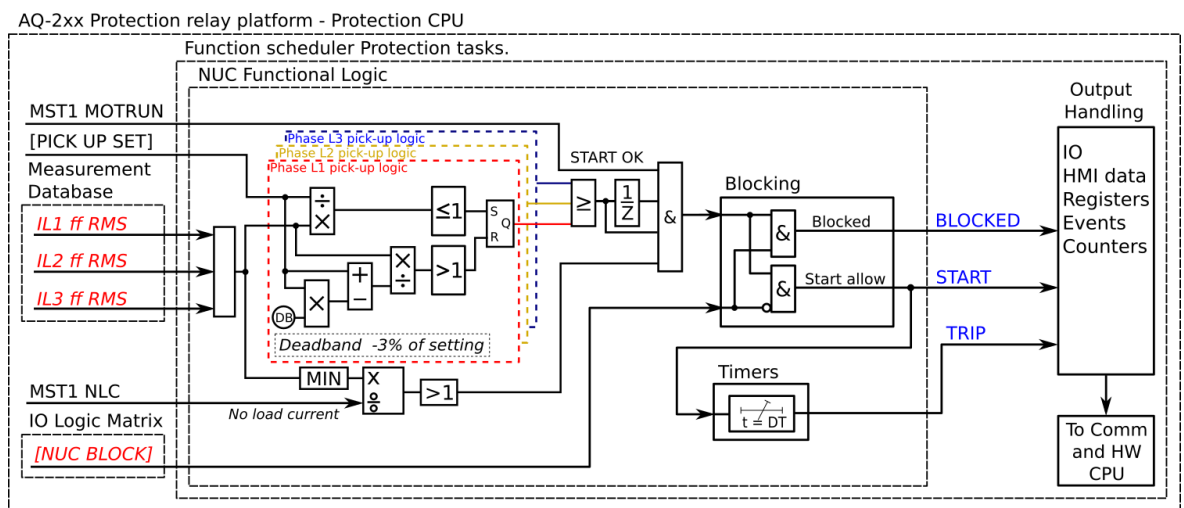 AQ-2xx Protection relay platform - Protection CPU
Function scheduler Protection tasks.
NUC Functional Logic
MST1 MOTRUN
[PICK UP SET]
Measurement
Database
IL1 ff RMS
IL2 ff RMS
IL3 ff RMS
MST1 NLC
IO Logic Matrix
[NUC BLOCK]
Phase L3 pick-up logic
Phase L2 pick-up logic
Phase L1 pick-up logic
÷
X
≤1
S
Q
R
X
÷
>1
+
−
X
DB
Deadband -3% of setting
MIN
X
÷
>1
No load current
START OK
≥
1
Z
&
Blocking
&
Blocked
&
Start allow
Timers
t = DT
BLOCKED
START
TRIP
Output
Handling
IO
HMI data
Registers
Events
Counters
To Comm
and HW
CPU